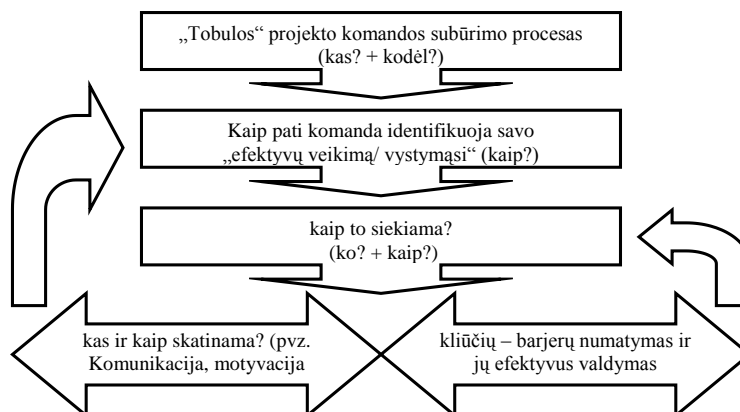 „Tobulos“ projekto komandos subūrimo procesas
(kas? + kodėl?)
Kaip pati komanda identifikuoja savo
„efektyvų veikimą/ vystymąsi“ (kaip?)
kaip to siekiama?
(ko? + kaip?)
kas ir kaip skatinama? (pvz.
Komunikacija, motyvacija
kliūčių – barjerų numatymas ir
jų efektyvus valdymas